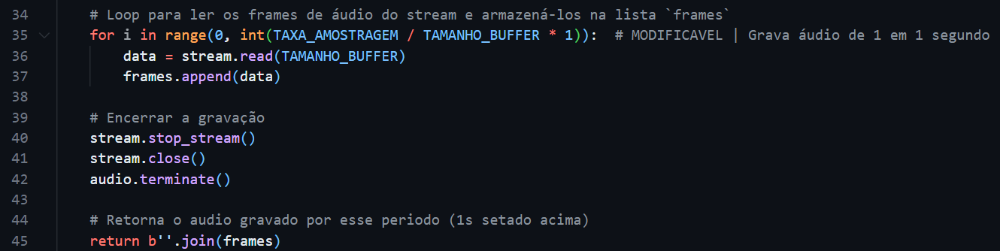 34 # Loop para ler os frames de áudio do stream e armazená-los na lista `frames`
35 for i in range(0, int(TAXA_AMOSTRAGEM / TAMANHO_BUFFER * 1)):  # MODIFICAVEL | Grava áudio de 1 em 1 segundo
36 data = stream.read(TAMANHO_BUFFER)
37 frames.append(data)
38
39 # Encerrar a gravação
40 stream.stop_stream()
41 stream.close()
42 audio.terminate()
43
44 # Retorna o audio gravado por esse periodo (1s setado acima)
45 return b''.join(frames)